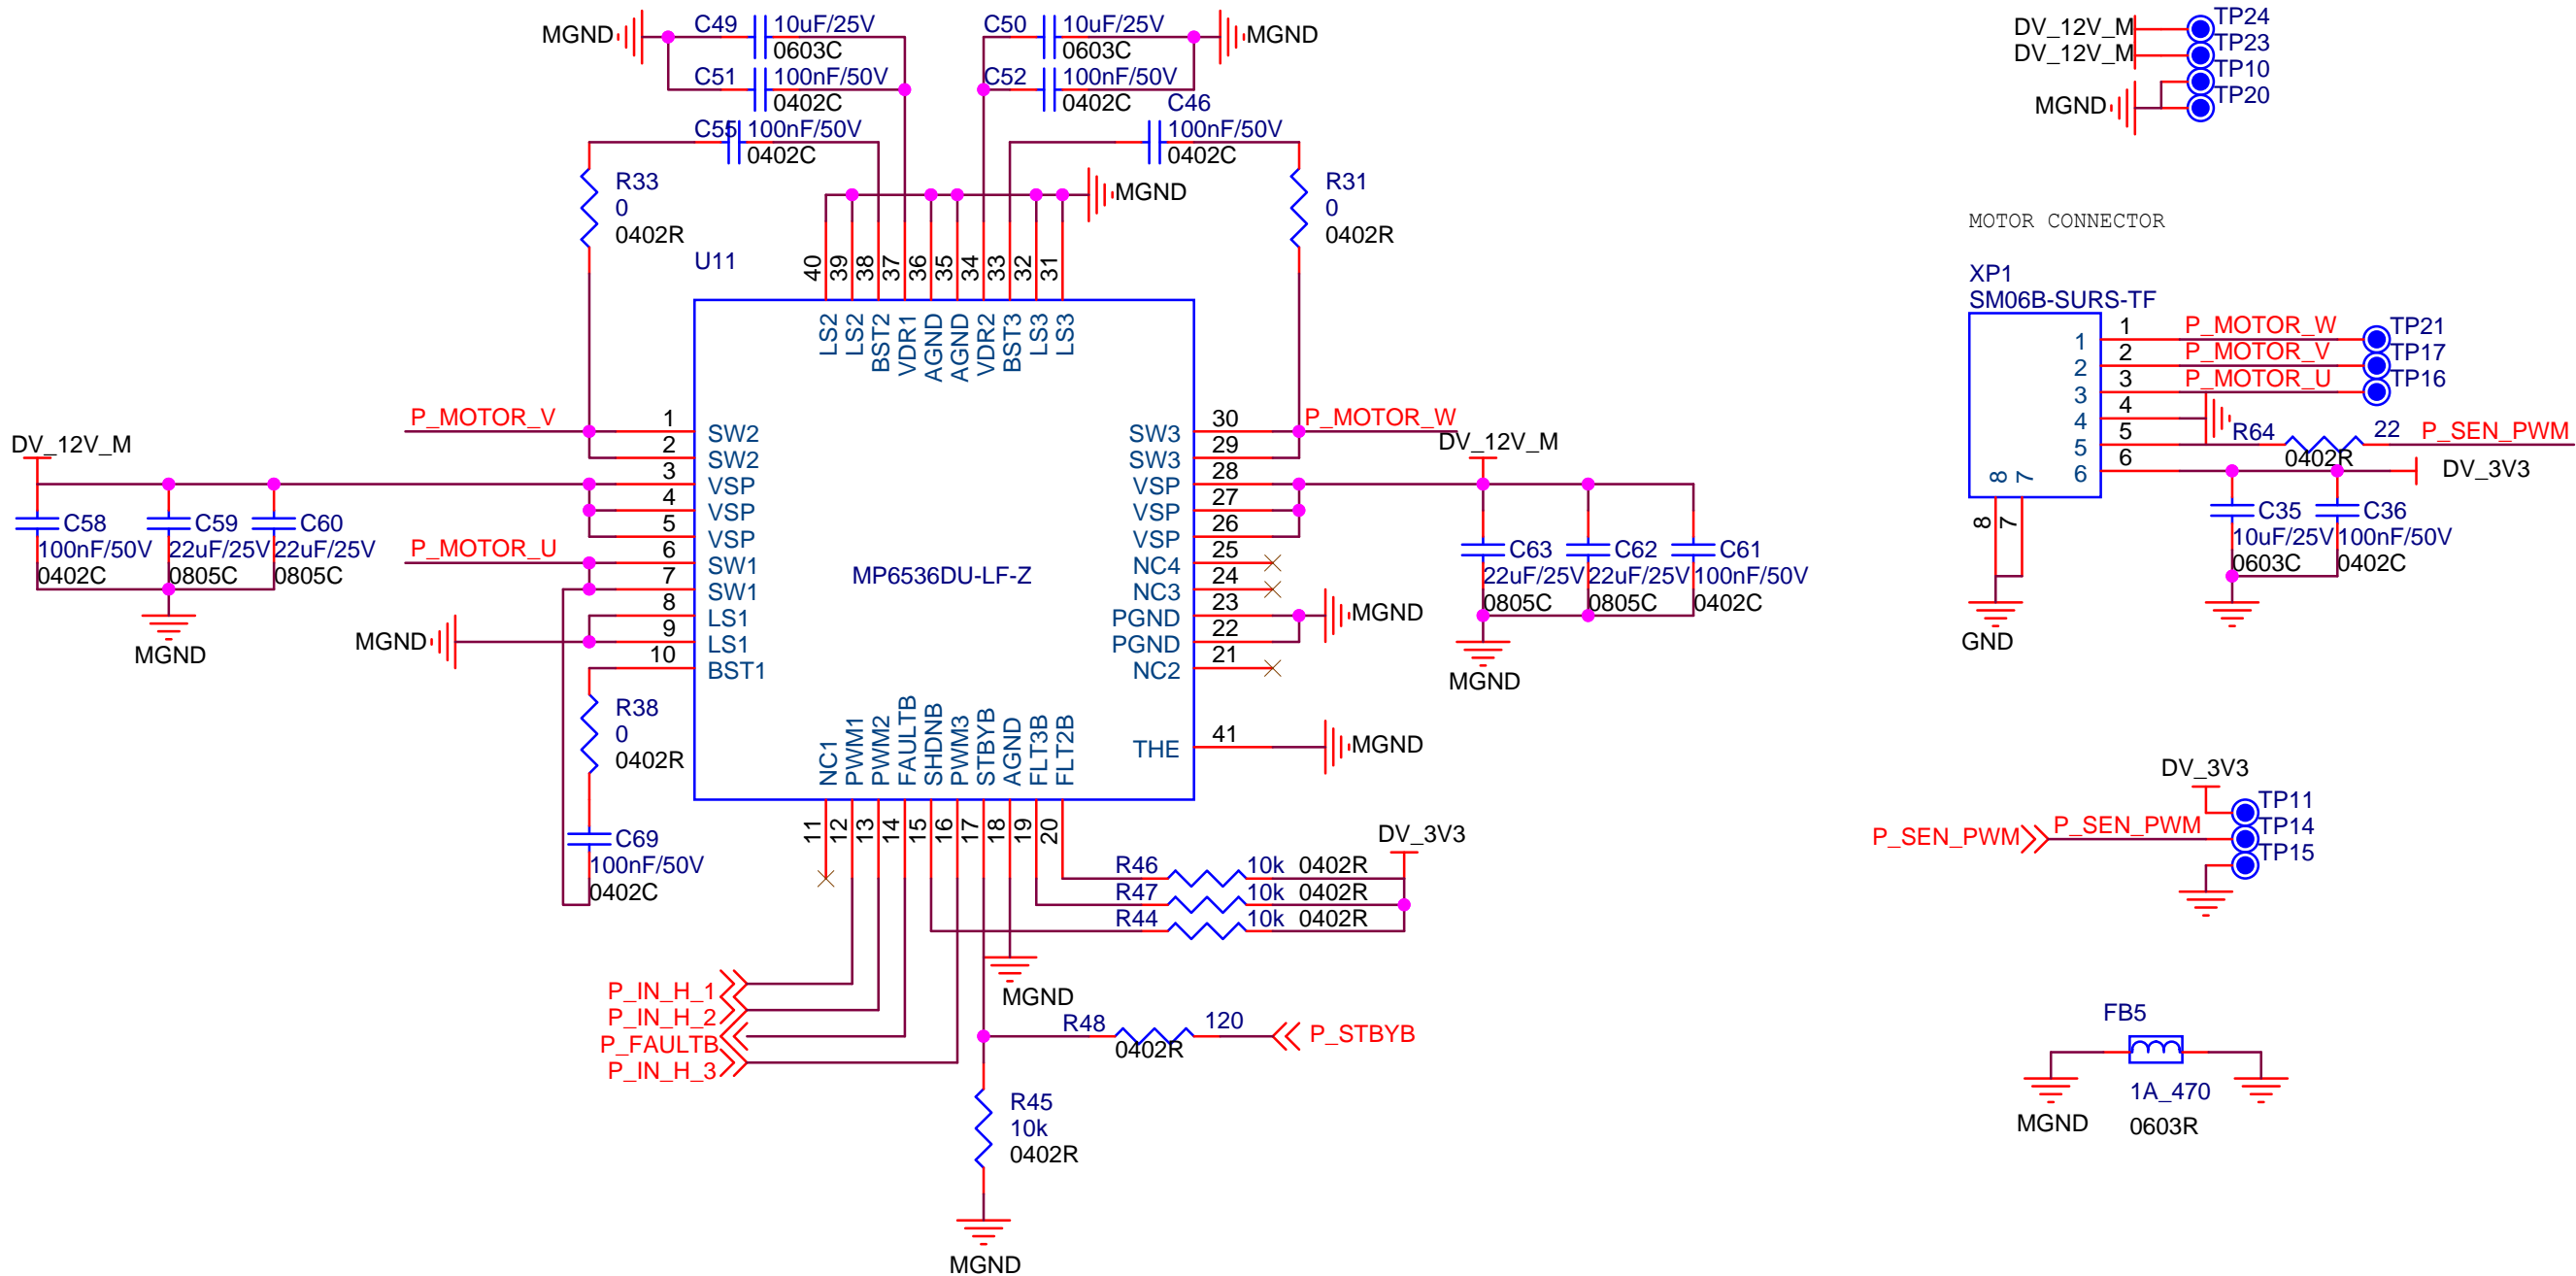 MGND
C49 10uF/25V
0603C
C51 100nF/50V
0402C
C50 10uF/25V
0603C
MGND
C52 100nF/50V
0402C
C55 100nF/50V
0402C
C46
100nF/50V
0402C
R33
0
0402R
MGND
R31
0
0402R
U11
40 39 38 37 36 35 34 33 32 31
LS2 LS2 BST2 VDR1 AGND AGND VDR2 BST3 LS3 LS3
P_MOTOR_V
1 SW2
2 SW2
3 VSP
4 VSP
5 VSP
6 SW1
7 SW1
8 LS1
9 LS1
10 BST1
P_MOTOR_U
MGND
DV_12V_M
C58
100nF/50V
0402C
C59
22uF/25V
0805C
C60
22uF/25V
0805C
MGND
MP6536DU-LF-Z
30 SW3
29 SW3
28 VSP
27 VSP
26 VSP
25 NC4
24 NC3
23 PGND
22 PGND
21 NC2
41 THE
P_MOTOR_W
DV_12V_M
C63
22uF/25V
0805C
C62
22uF/25V
0805C
C61
100nF/50V
0402C
MGND
MGND
MGND
R38
0
0402R
C69
100nF/50V
0402C
NC1 PWM1 PWM2 FAULTB SHDNB PWM3 STBYB AGND FLT3B FLT2B
11 12 13 14 15 16 17 18 19 20
DV_3V3
R46 10k 0402R
R47 10k 0402R
R44 10k 0402R
MGND
P_IN_H_1
P_IN_H_2
P_FAULTB
P_IN_H_3
R48 120
0402R
P_STBYB
R45
10k
0402R
MGND
DV_12V_M TP24
DV_12V_M TP23
TP10
MGND TP20
MOTOR CONNECTOR
XP1
SM06B-SURS-TF
1 1 P_MOTOR_W TP21
2 2 P_MOTOR_V TP17
3 3 P_MOTOR_U TP16
4 4
5 5 R64 22 P_SEN_PWM
0402R
6 6 DV_3V3
8 7
8 7
GND
C35
10uF/25V
0603C
C36
100nF/50V
0402C
DV_3V3
TP11
P_SEN_PWM P_SEN_PWM TP14
TP15
FB5
1A_470
MGND 0603R